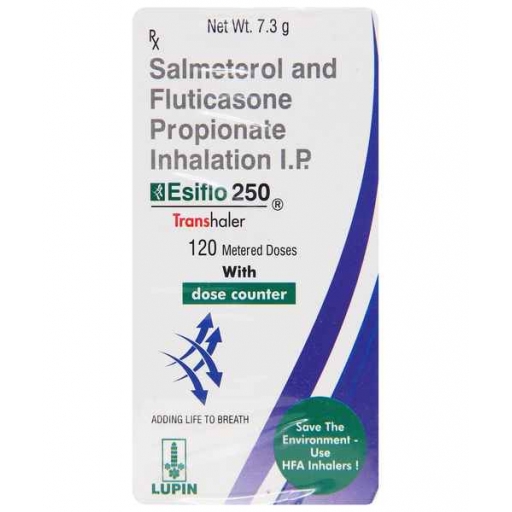 Net Wt. 7.3 g
Rx
Salmeterol and
Fluticasone
Propionate
Inhalation I.P.
Esiflo 250 ®
Transhaler
120 Metered Doses
With
dose counter
ADDING LIFE TO BREATH
Save The
Environment -
Use
HFA Inhalers !
LUPIN